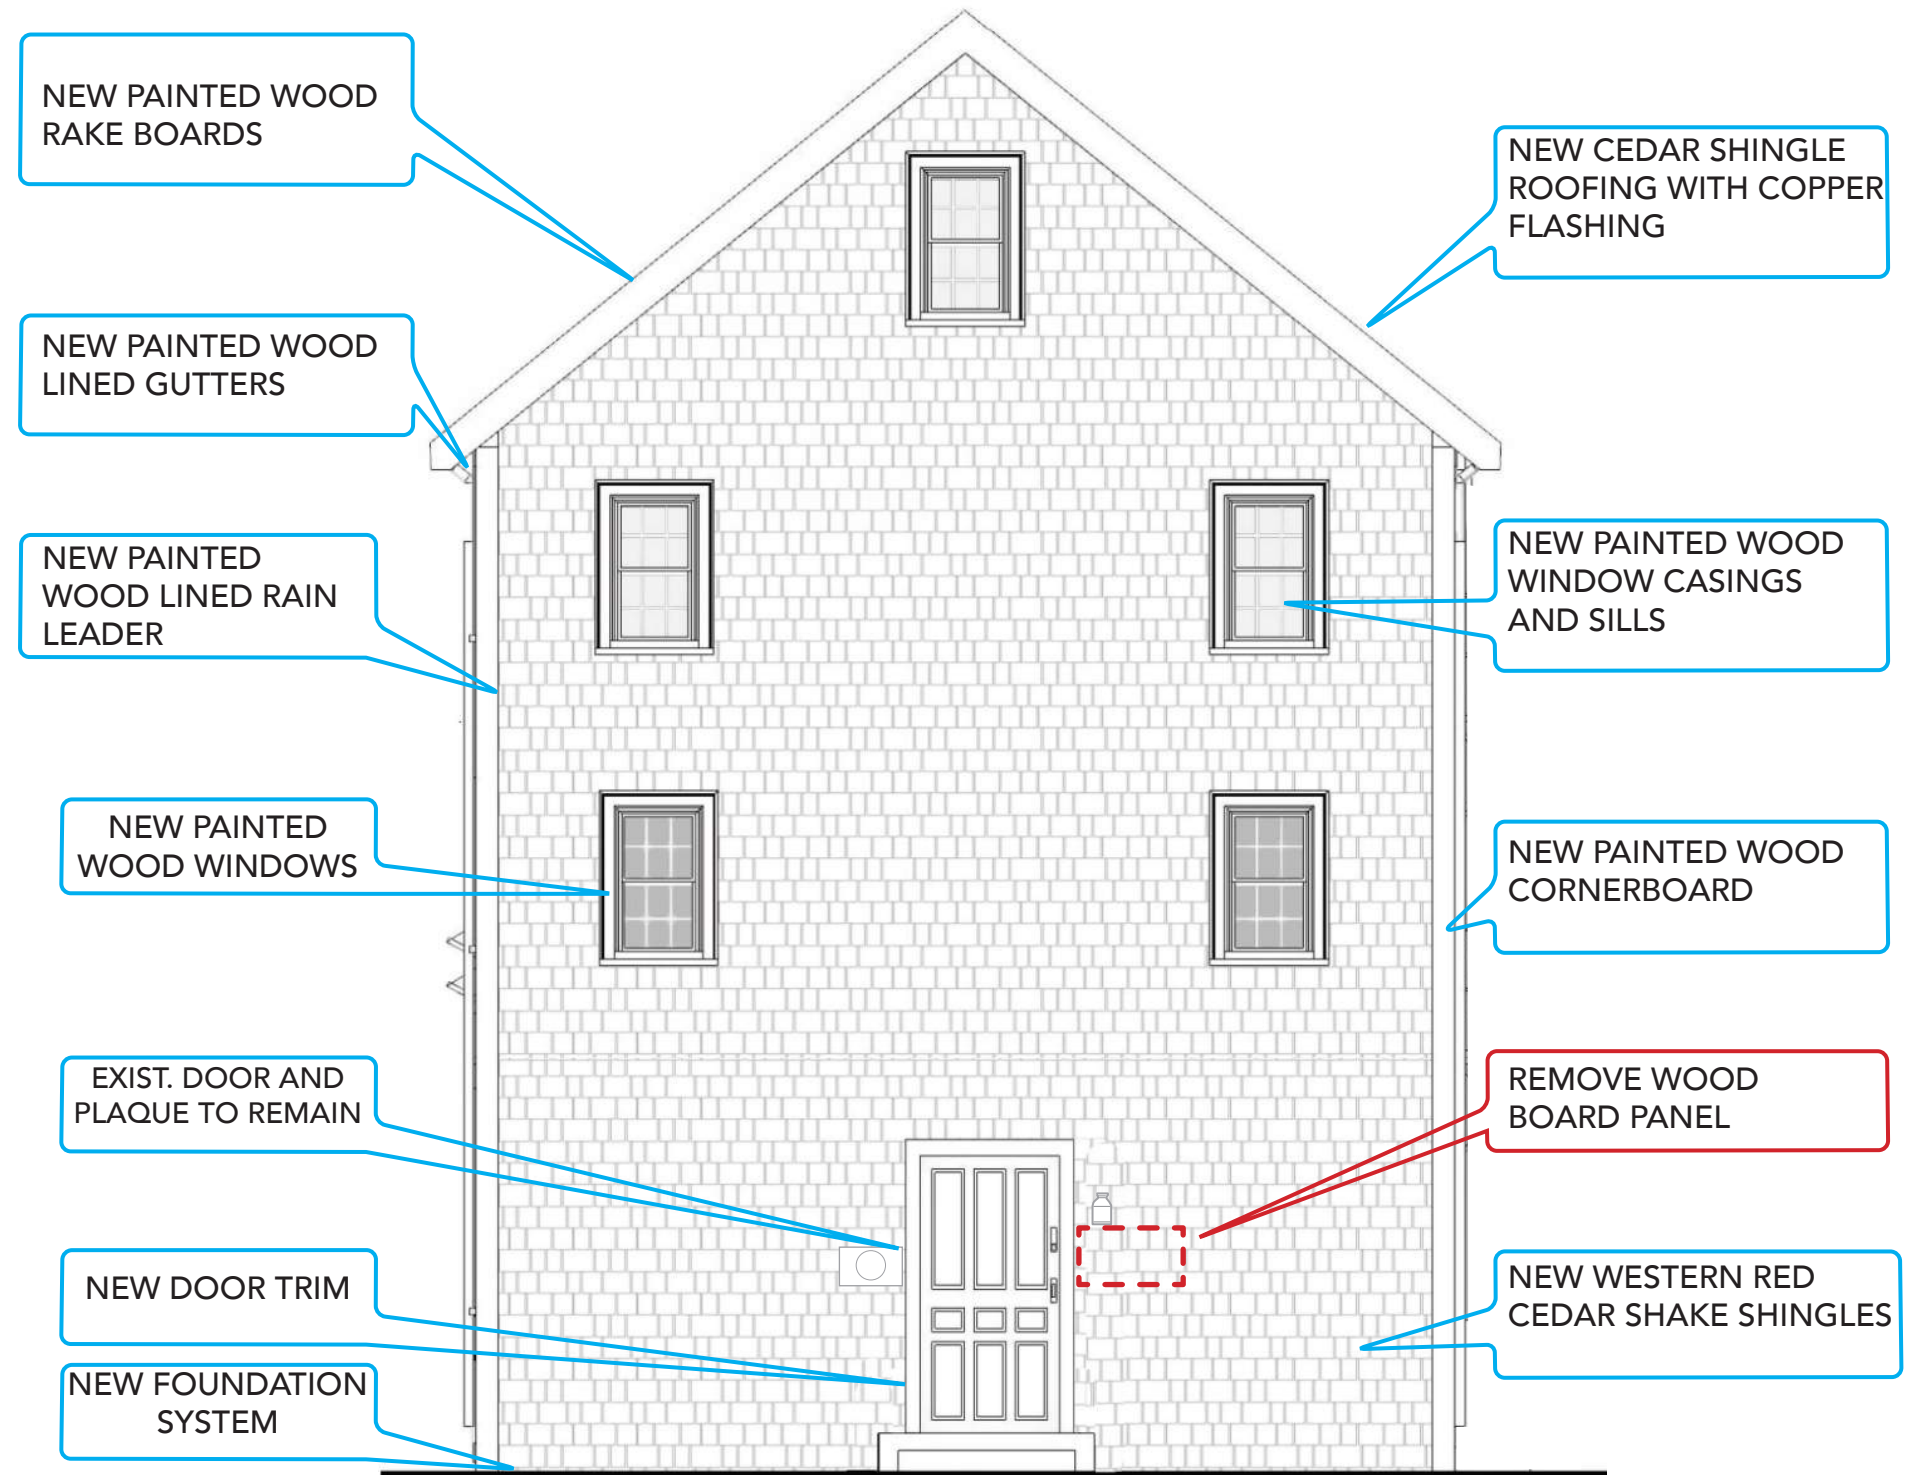 NEW PAINTED WOOD
RAKE BOARDS
NEW PAINTED WOOD
LINED GUTTERS
NEW PAINTED
WOOD LINED RAIN
LEADER
NEW PAINTED
WOOD WINDOWS
EXIST. DOOR AND
PLAQUE TO REMAIN
NEW DOOR TRIM
NEW FOUNDATION
SYSTEM
NEW CEDAR SHINGLE
ROOFING WITH COPPER
FLASHING
NEW PAINTED WOOD
WINDOW CASINGS
AND SILLS
NEW PAINTED WOOD
CORNERBOARD
REMOVE WOOD
BOARD PANEL
NEW WESTERN RED
CEDAR SHAKE SHINGLES